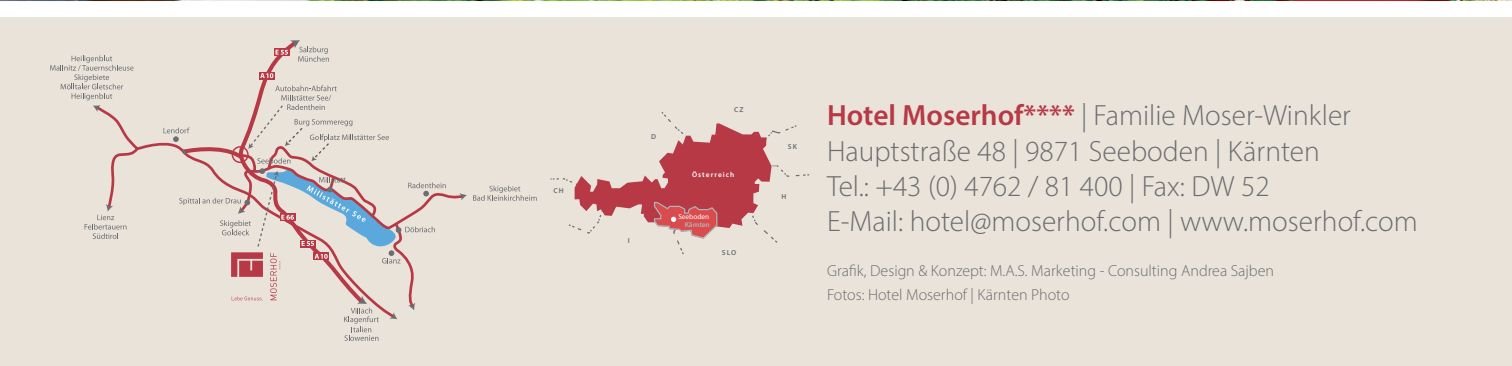 E 55
Salzburg
München
A 10
Heiligenblut
Mallnitz / Tauernschleuse
Skigebiete
Mölltaler Gletscher
Heiligenblut
Autobahn-Abfahrt
Millstätter See/
Radenthein
Burg Sommeregg
Golfplatz Millstätter See
Lendorf
Seeboden
Millstatt
Millstätter See
Radenthein
Skigebiet
Bad Kleinkirchheim
Spittal an der Drau
Lienz
Felbertauern
Südtirol
Skigebiet
Goldeck
E 66
Döbriach
E 55
A 10
Glanz
MOSERHOF
Lebe Genuss.
Villach
Klagenfurt
Italien
Slowenien
CZ
D
SK
Österreich
CH
H
Seeboden
Kärnten
I
SLO
Hotel Moserhof**** | Familie Moser-Winkler
Hauptstraße 48 | 9871 Seeboden | Kärnten
Tel.: +43 (0) 4762 / 81 400 | Fax: DW 52
E-Mail: hotel@moserhof.com | www.moserhof.com
Grafik, Design & Konzept: M.A.S. Marketing - Consulting Andrea Sajben
Fotos: Hotel Moserhof | Kärnten Photo